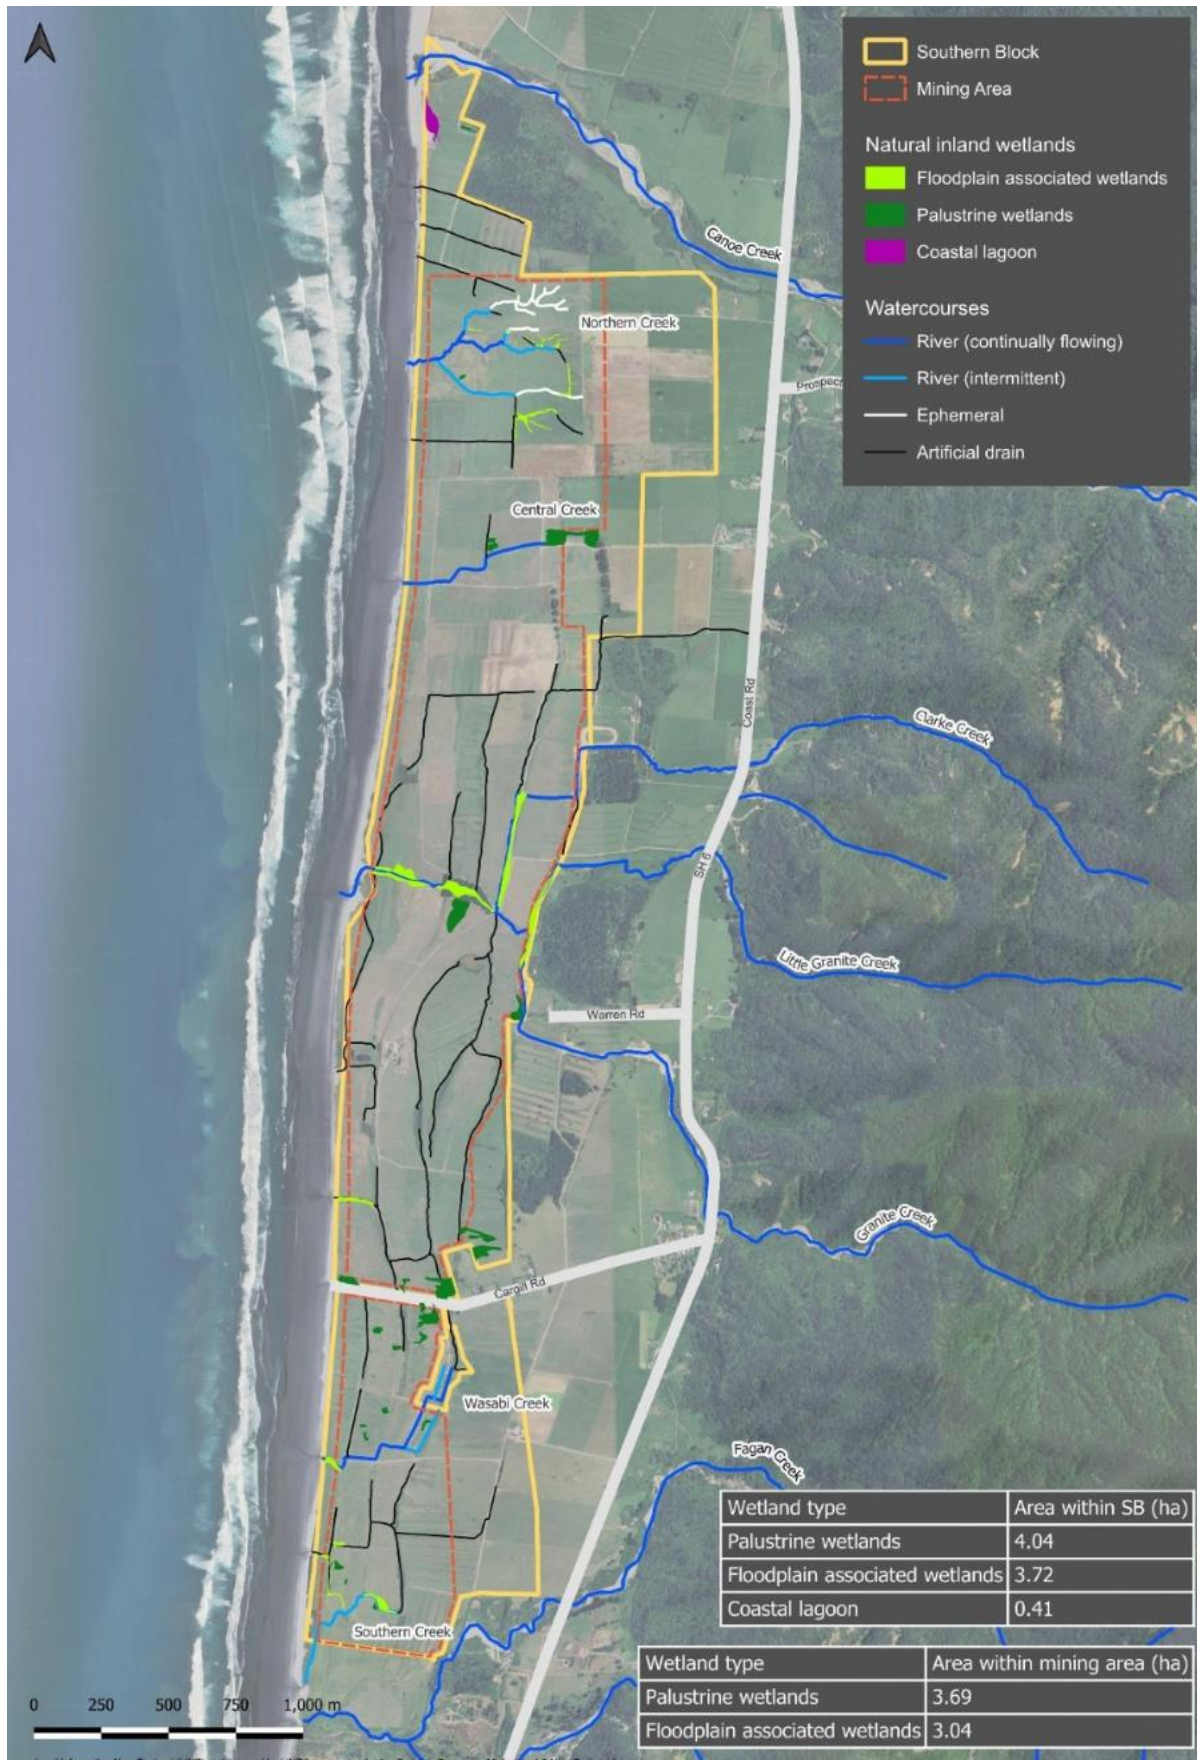 Southern Block
Mining Area
Natural inland wetlands
Floodplain associated wetlands
Palustrine wetlands
Coastal lagoon
Watercourses
River (continually flowing)
River (intermittent)
Ephemeral
Artificial drain
Canoe Creek
Northern Creek
Prospect
Central Creek
Coast Rd
Clarke Creek
SH 6
Little Granite Creek
Warren Rd
Granite Creek
Cargill Rd
Wasabi Creek
Fagan Creek
Southern Creek
Wetland type Area within SB (ha)
Palustrine wetlands 4.04
Floodplain associated wetlands 3.72
Coastal lagoon 0.41
Wetland type Area within mining area (ha)
Palustrine wetlands 3.69
Floodplain associated wetlands 3.04
0 250 500 750 1,000 m